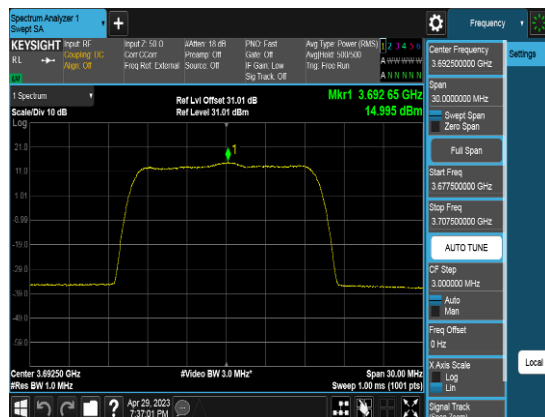 Spectrum Analyzer 1
Swept SA
Frequency
KEYSIGHT
Input: RF
Input Z: 50 Ω
#Atten: 18 dB
PNO: Fast
Avg Type: Power (RMS)
1 2 3 4 5 6
RL
Coupling: DC
Corr CCorr
Preamp: Off
Gate: Off
Avg|Hold: 500/500
A W W W W W
Align: Off
Freq Ref: External
Source: Off
IF Gain: Low
Trig: Free Run
Sig Track: Off
A N N N N N
1 Spectrum
Ref Lvl Offset 31.01 dB
Mkr1 3.692 65 GHz
Scale/Div 10 dB
Ref Level 31.01 dBm
14.995 dBm
Log
1
21.0
11.0
1.01
-8.99
-19.0
-29.0
-39.0
-49.0
-59.0
Center 3.69250 GHz
#Video BW 3.0 MHz*
Span 30.00 MHz
#Res BW 1.0 MHz
Sweep 1.00 ms (1001 pts)
Apr 29, 2023
7:37:01 PM
Center Frequency
3.692500000 GHz
Settings
Span
30.0000000 MHz
Swept Span
Zero Span
Full Span
Start Freq
3.677500000 GHz
Stop Freq
3.707500000 GHz
AUTO TUNE
CF Step
3.000000 MHz
Auto
Man
Freq Offset
0 Hz
X Axis Scale
Log
Lin
Local
Signal Track